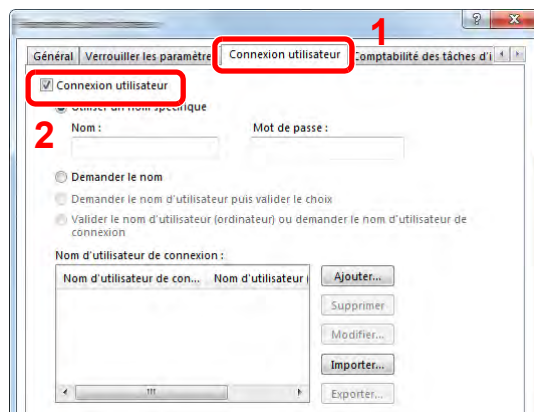 1
Général Verrouiller les paramètre Connexion utilisateur Comptabilité des tâches d'i
Connexion utilisateur
Utiliser un nom spécifique
2
Nom : Mot de passe :
Demander le nom
Demander le nom d'utilisateur puis valider le choix
Valider le nom d'utilisateur (ordinateur) ou demander le nom d'utilisateur de
connexion
Nom d'utilisateur de connexion :
Nom d'utilisateur de con... Nom d'utilisateur Ajouter...
Supprimer
Modifier...
Importer...
Exporter...